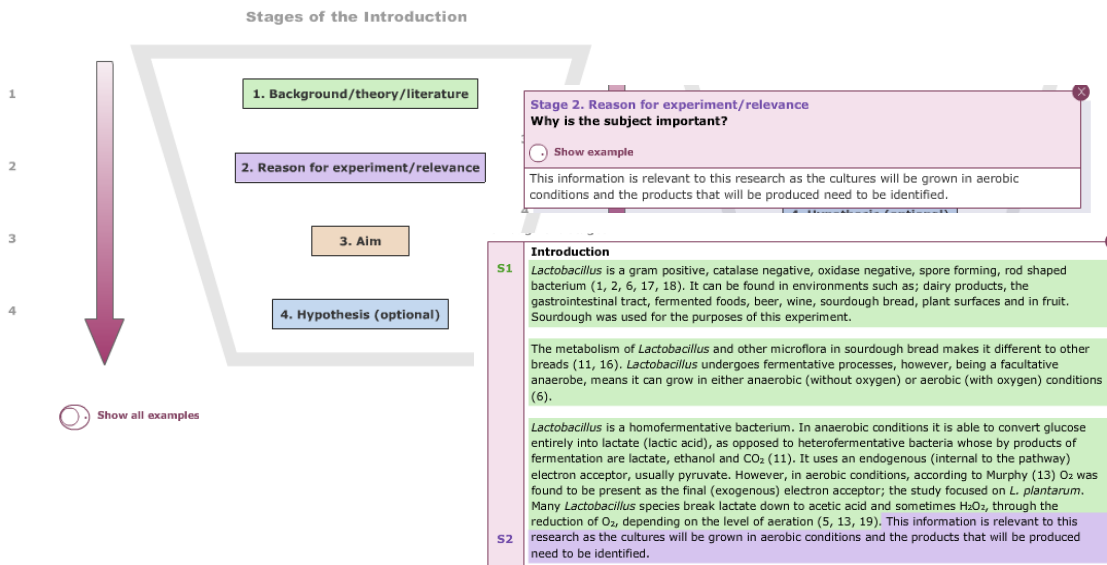 Stages of the Introduction
1
1. Background/theory/literature
2
2. Reason for experiment/relevance
3
3. Aim
4
4. Hypothesis (optional)
Show all examples
X
Stage 2. Reason for experiment/relevance
Why is the subject important?
Show example
This information is relevant to this research as the cultures will be grown in aerobic
conditions and the products that will be produced need to be identified.
4. Hypothesis (optional)
Introduction
S1
Lactobacillus is a gram positive, catalase negative, oxidase negative, spore forming, rod shaped
bacterium (1, 2, 6, 17, 18). It can be found in environments such as; dairy products, the
gastrointestinal tract, fermented foods, beer, wine, sourdough bread, plant surfaces and in fruit.
Sourdough was used for the purposes of this experiment.
The metabolism of Lactobacillus and other microflora in sourdough bread makes it different to other
breads (11, 16). Lactobacillus undergoes fermentative processes, however, being a facultative
anaerobe, means it can grow in either anaerobic (without oxygen) or aerobic (with oxygen) conditions
(6).
Lactobacillus is a homofermentative bacterium. In anaerobic conditions it is able to convert glucose
entirely into lactate (lactic acid), as opposed to heterofermentative bacteria whose by products of
fermentation are lactate, ethanol and CO₂ (11). It uses an endogenous (internal to the pathway)
electron acceptor, usually pyruvate. However, in aerobic conditions, according to Murphy (13) O₂ was
found to be present as the final (exogenous) electron acceptor; the study focused on L. plantarum.
Many Lactobacillus species break lactate down to acetic acid and sometimes H₂O₂, through the
reduction of O₂, depending on the level of aeration (5, 13, 19). This information is relevant to this
S2
research as the cultures will be grown in aerobic conditions and the products that will be produced
need to be identified.